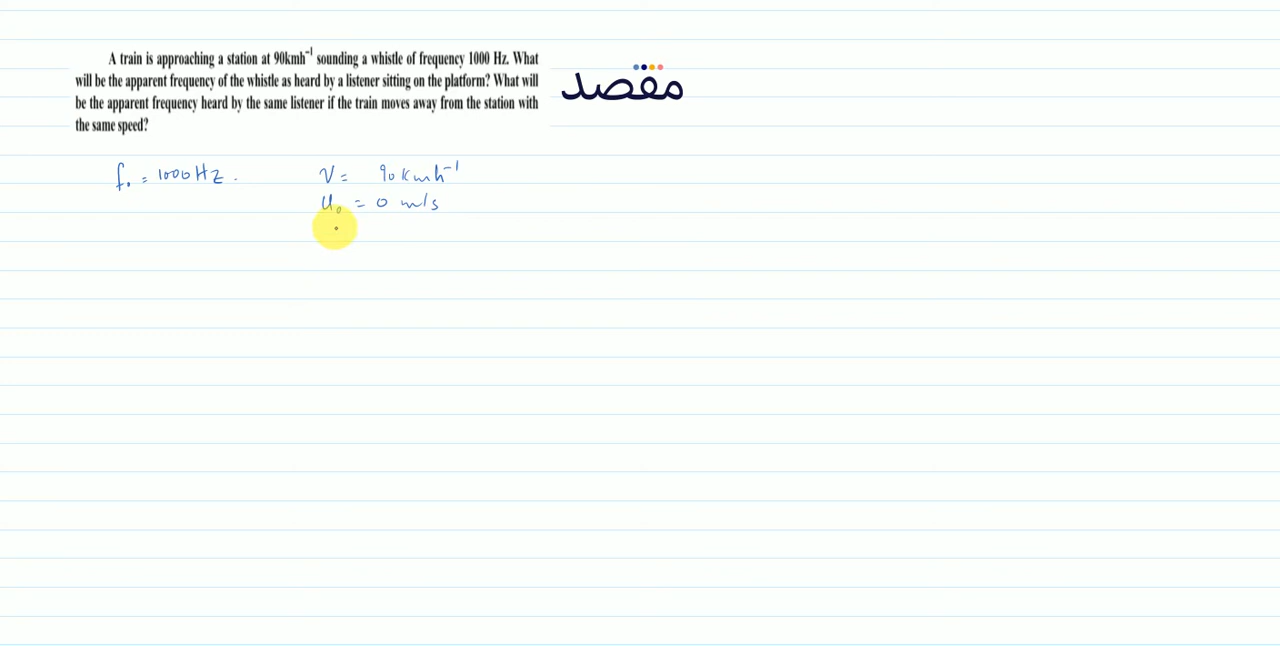 A train is approaching a station at 90kmh⁻¹ sounding a whistle of frequency 1000 Hz. What
will be the apparent frequency of the whistle as heard by a listener sitting on the platform? What will
be the apparent frequency heard by the same listener if the train moves away from the station with
the same speed?
مقصد
f₀ = 1000 Hz. V = 90 kmh⁻¹
U₀ = 0 m/s